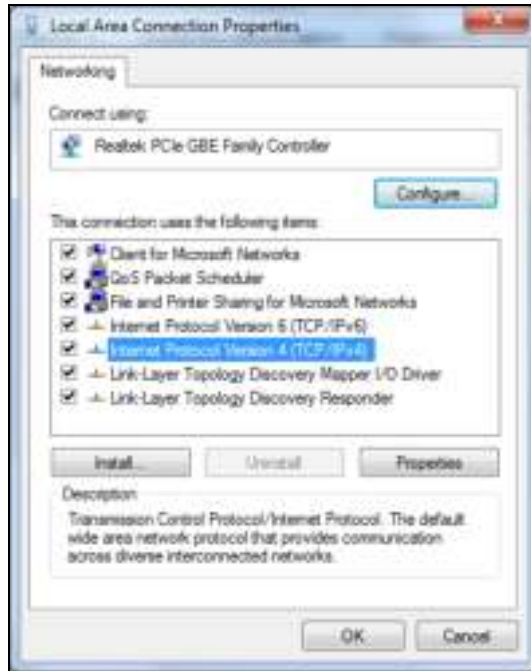 Local Area Connection Properties
Networking
Connect using:
Realtek PCIe GBE Family Controller
Configure...
This connection uses the following items:
Client for Microsoft Networks
QoS Packet Scheduler
File and Printer Sharing for Microsoft Networks
Internet Protocol Version 6 (TCP/IPv6)
Internet Protocol Version 4 (TCP/IPv4)
Link-Layer Topology Discovery Mapper I/O Driver
Link-Layer Topology Discovery Responder
Install...
Uninstall
Properties
Description
Transmission Control Protocol/Internet Protocol. The default
wide area network protocol that provides communication
across diverse interconnected networks.
OK
Cancel